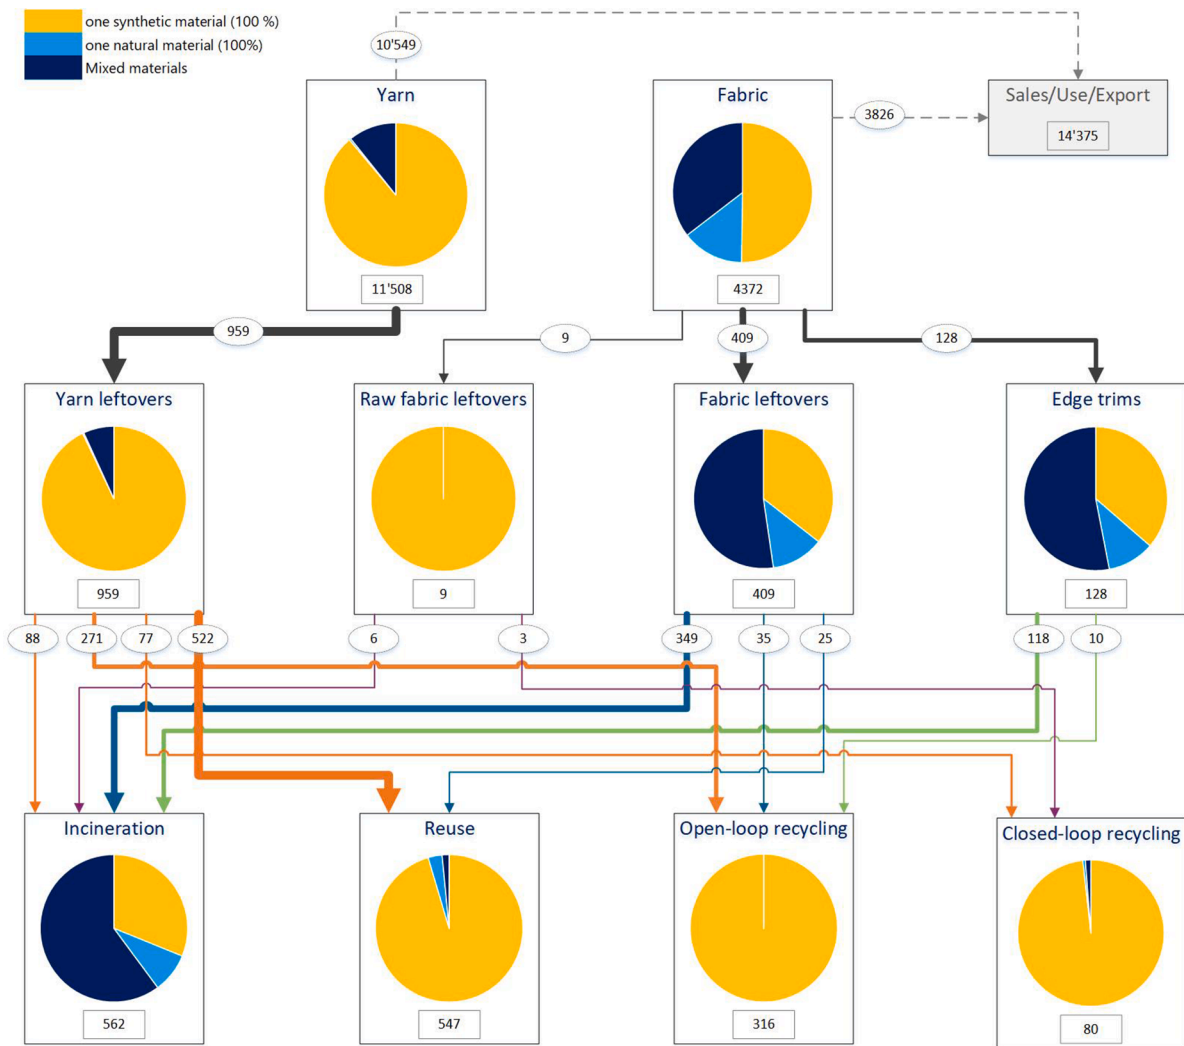 one synthetic material (100 %)
one natural material (100%)
Mixed materials
10'549
Yarn
Fabric
Sales/Use/Export
3826
14'375
11'508
4372
959
9
409
128
Yarn leftovers
Raw fabric leftovers
Fabric leftovers
Edge trims
959
9
409
128
88
271
77
522
6
3
349
35
25
118
10
Incineration
Reuse
Open-loop recycling
Closed-loop recycling
562
547
316
80